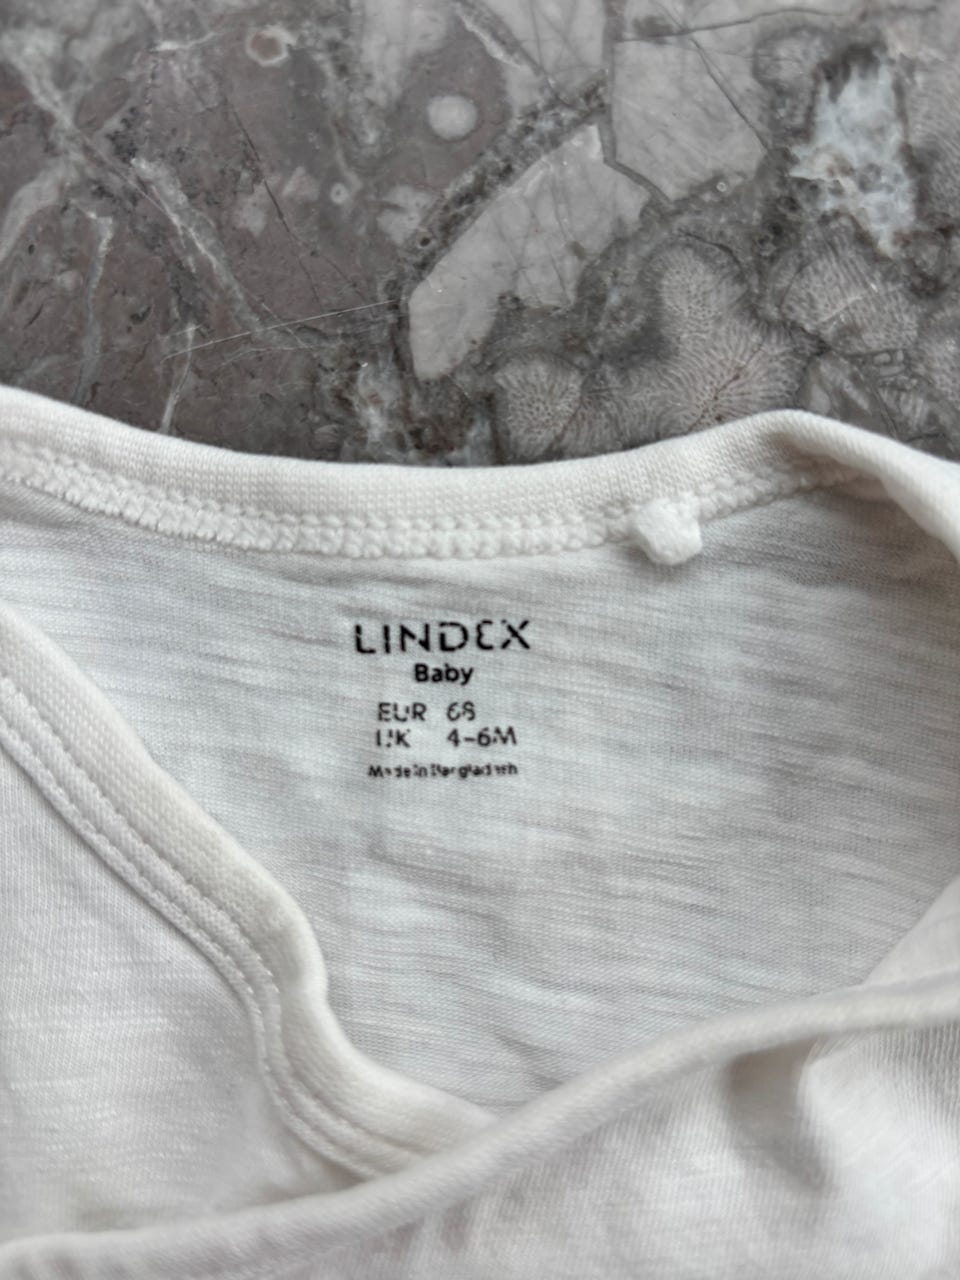 LINDEX
Baby
EUR 68
UK 4-6M
Made in Bangladesh